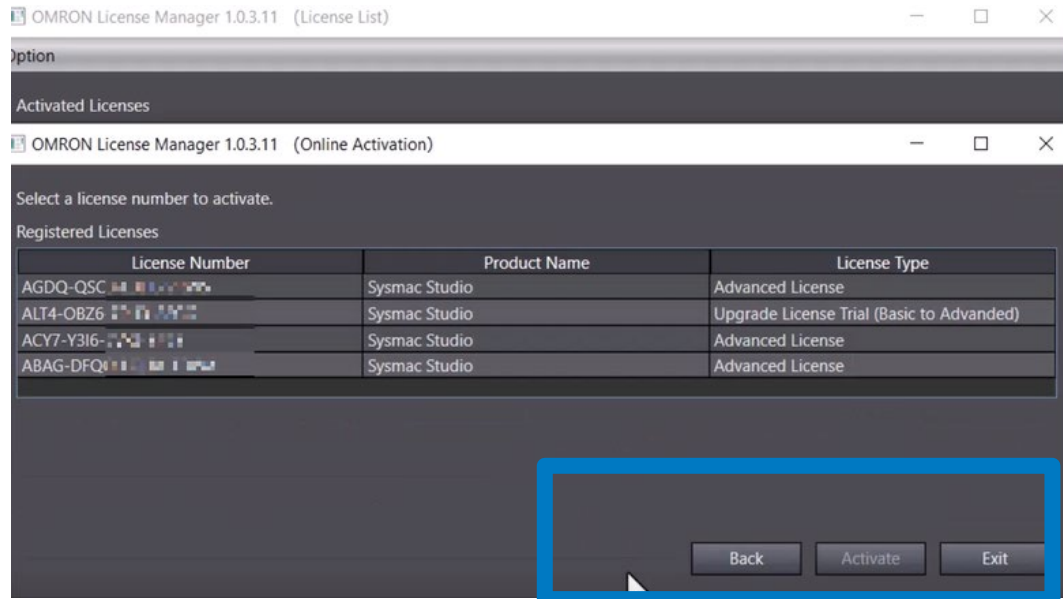 OMRON License Manager 1.0.3.11 (License List)
Option
Activated Licenses
OMRON License Manager 1.0.3.11 (Online Activation)
Select a license number to activate.
Registered Licenses
License Number Product Name License Type
AGDQ-QSC Sysmac Studio Advanced License
ALT4-OBZ6 Sysmac Studio Upgrade License Trial (Basic to Advanded)
ACY7-Y3I6- Sysmac Studio Advanced License
ABAG-DFQ Sysmac Studio Advanced License
Back Activate Exit